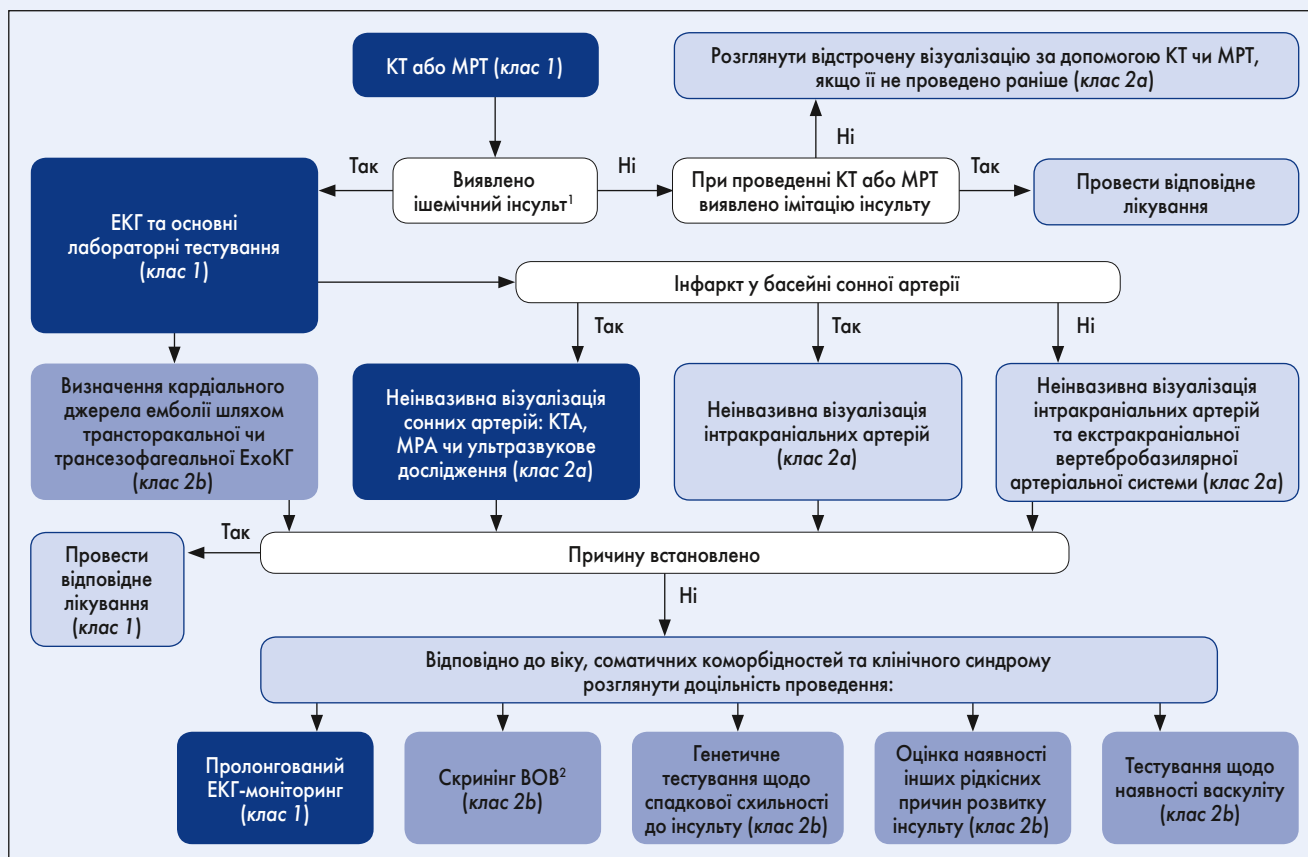 КТ або МРТ (клас 1)
Розглянути відстрочену візуалізацію за допомогою КТ чи МРТ,
якщо її не проведено раніше (клас 2a)
Ні
Так
Виявлено
ішемічний інсульт¹
Ні
При проведенні КТ або МРТ
виявлено імітацію інсульту
Так
Провести відповідне
лікування
ЕКГ та основні
лабораторні тестування
(клас 1)
Інфаркт у басейні сонної артерії
Так
Так
Ні
Визначення кардіального
джерела емболії шляхом
трансторакальної чи
трансезофагеальної ЕхоКГ
(клас 2b)
Неінвазивна візуалізація
сонних артерій: КТА,
МРА чи ультразвукове
дослідження (клас 2a)
Неінвазивна візуалізація
інтракраніальних артерій
(клас 2a)
Неінвазивна візуалізація
інтракраніальних артерій
та екстракраніальної
вертебробазилярної
артеріальної системи (клас 2a)
Так
Провести
відповідне
лікування
(клас 1)
Причину встановлено
Ні
Відповідно до віку, соматичних коморбідностей та клінічного синдрому
розглянути доцільність проведення:
Пролонгований
ЕКГ-моніторинг
(клас 1)
Скринінг ВОВ²
(клас 2b)
Генетичне
тестування щодо
спадкової схильності
до інсульту (клас 2b)
Оцінка наявності
інших рідкісних
причин розвитку
інсульту (клас 2b)
Тестування щодо
наявності васкуліту
(клас 2b)